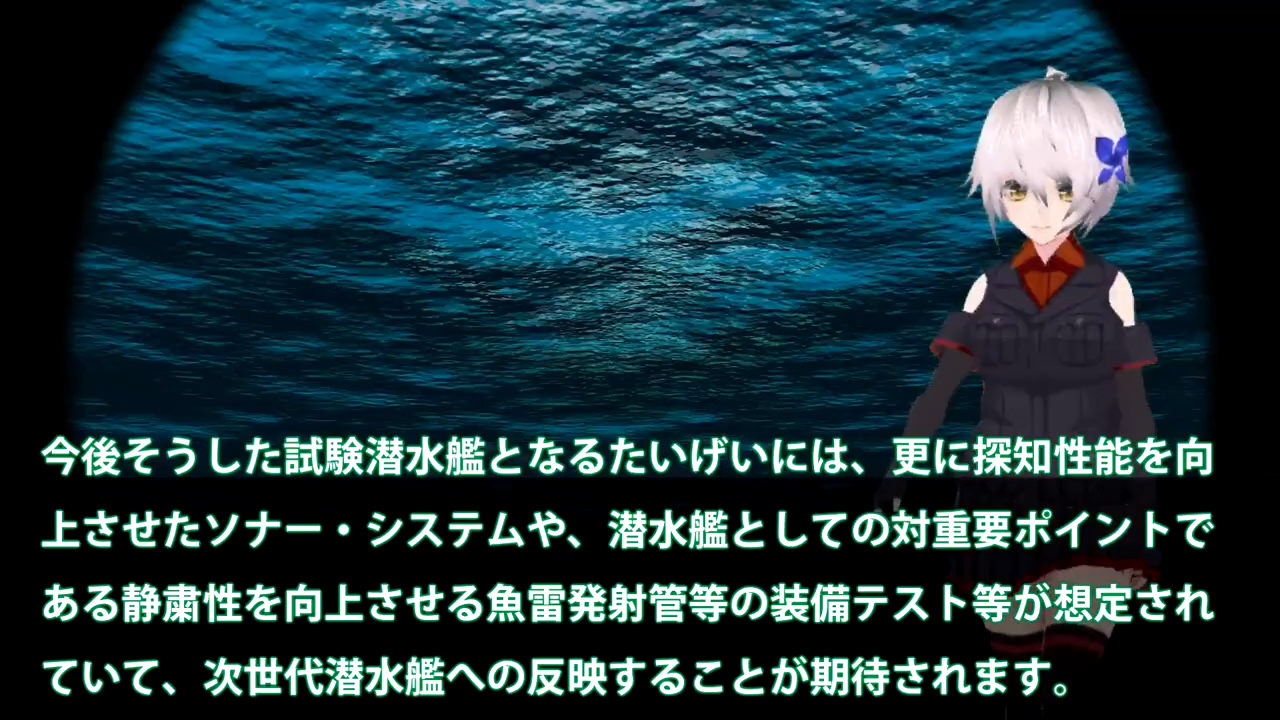 今後そうした試験潜水艦となるたいげいには、更に探知性能を向
上させたソナー・システムや、潜水艦としての対重要ポイントで
ある静粛性を向上させる魚雷発射管等の装備テスト等が想定され
ていて、次世代潜水艦への反映することが期待されます。